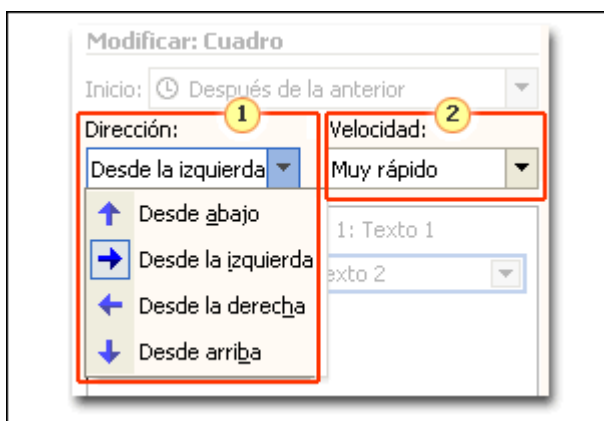 Modificar: Cuadro
Inicio: Después de la anterior
1 2
Dirección: Velocidad:
Desde la izquierda Muy rápido
Desde abajo
1: Texto 1
Desde la izquierda
exto 2
Desde la derecha
Desde arriba